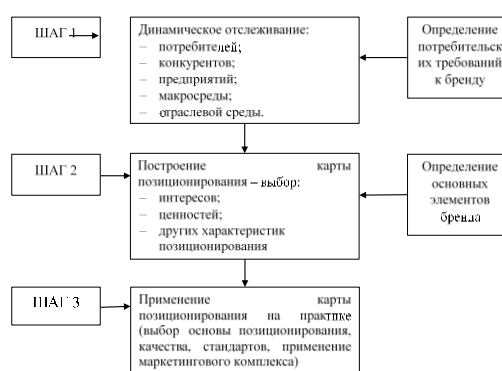 ШАГ 1
Динамическое отслеживание:
– потребителей;
– конкурентов;
– предприятий;
– макросреды;
– отраслевой среды.
Определение
потребительск
их требований
к бренду
ШАГ 2
Построение карты
позиционирования – выбор:
– интересов;
– ценностей;
– других характеристик
позиционирования
Определение
основных
элементов
бренда
ШАГ 3
Применение карты
позиционирования на практике
(выбор основы позиционирования,
качества, стандартов, применение
маркетингового комплекса)